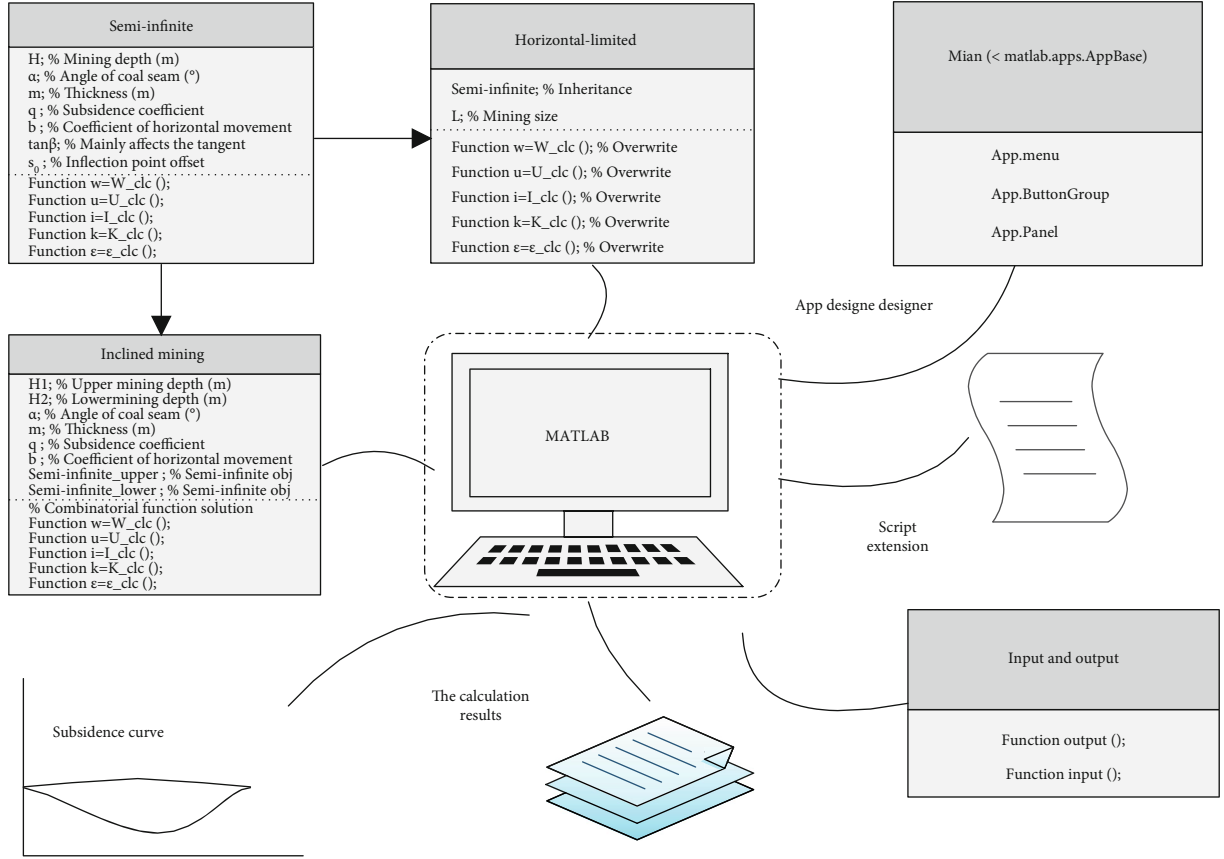 Semi-infinite
H; % Mining depth (m)
α; % Angle of coal seam (°)
m; % Thickness (m)
q ; % Subsidence coefficient
b ; % Coefficient of horizontal movement
tanβ; % Mainly affects the tangent
s₀ ; % Inflection point offset
Function w=W_clc ();
Function u=U_clc ();
Function i=I_clc ();
Function k=K_clc ();
Function ε=ε_clc ();
Horizontal-limited
Semi-infinite; % Inheritance
L; % Mining size
Function w=W_clc (); % Overwrite
Function u=U_clc (); % Overwrite
Function i=I_clc (); % Overwrite
Function k=K_clc (); % Overwrite
Function ε=ε_clc (); % Overwrite
Mian (< matlab.apps.AppBase)
App.menu
App.ButtonGroup
App.Panel
App designe designer
Inclined mining
H1; % Upper mining depth (m)
H2; % Lowermining depth (m)
α; % Angle of coal seam (°)
m; % Thickness (m)
q ; % Subsidence coefficient
b ; % Coefficient of horizontal movement
Semi-infinite_upper ; % Semi-infinite obj
Semi-infinite_lower ; % Semi-infinite obj
% Combinatorial function solution
Function w=W_clc ();
Function u=U_clc ();
Function i=I_clc ();
Function k=K_clc ();
Function ε=ε_clc ();
MATLAB
Script
extension
Input and output
Function output ();
Function input ();
The calculation
results
Subsidence curve